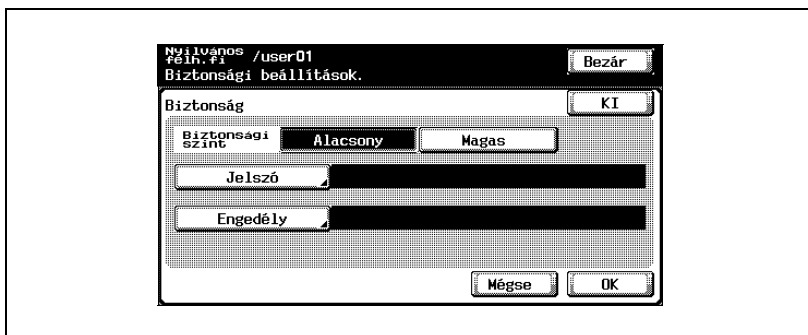 Nyilvános
felh.fi /user01
Bezár
Biztonsági beállítások.
Biztonság
KI
Biztonsági
szint
Alacsony
Magas
Jelszó
Engedély
Mégse
OK